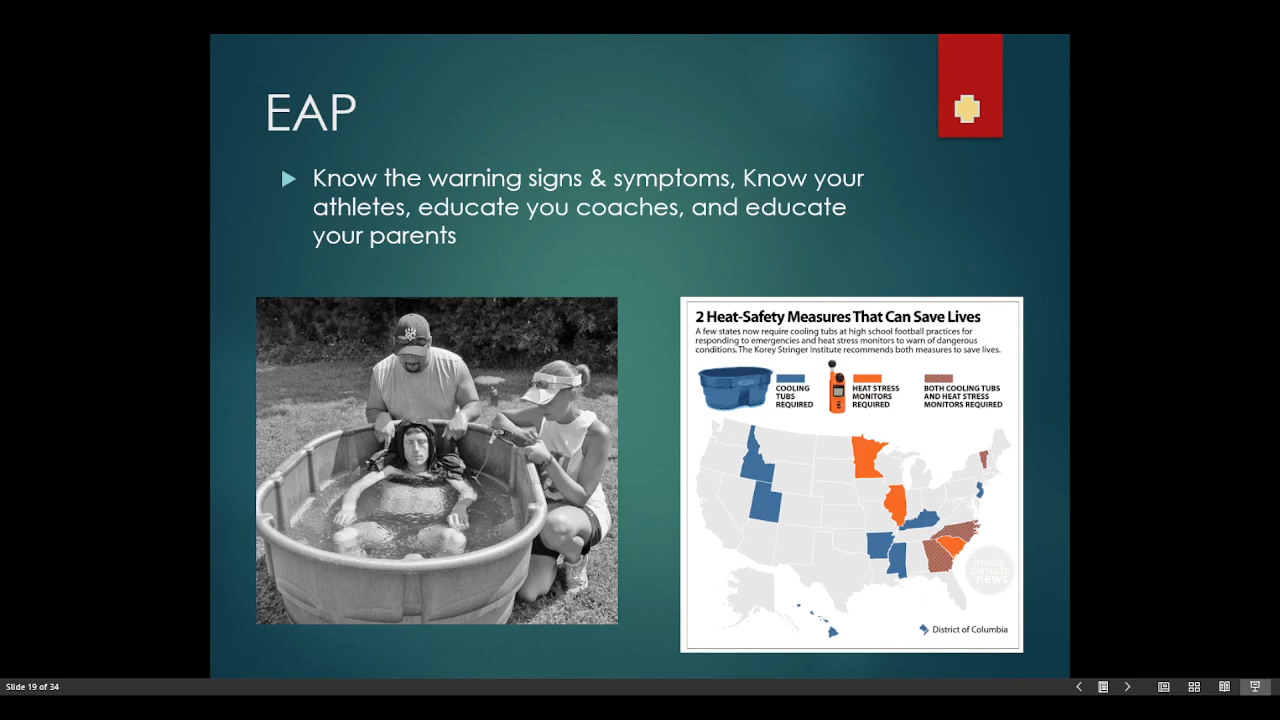 EAP
Know the warning signs & symptoms, Know your
athletes, educate you coaches, and educate
your parents
2 Heat-Safety Measures That Can Save Lives
A few states now require cooling tubs at high school football practices for
responding to emergencies and heat stress monitors to warn of dangerous
conditions. The Korey Stringer Institute recommends both measures to save lives.
COOLING
TUBS
REQUIRED
HEAT STRESS
MONITORS
REQUIRED
BOTH COOLING TUBS
AND HEAT STRESS
MONITORS REQUIRED
inside
climate
news
District of Columbia
Slide 19 of 34